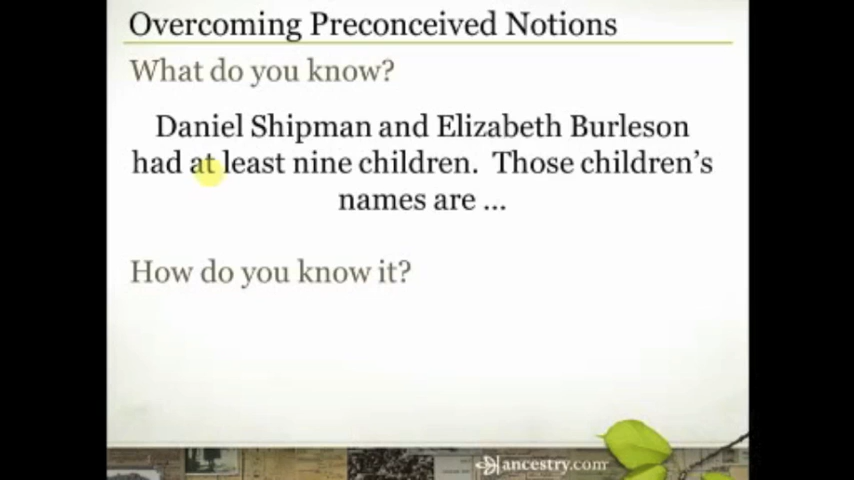 Overcoming Preconceived Notions
What do you know?
Daniel Shipman and Elizabeth Burleson
had at least nine children. Those children's
names are ...
How do you know it?
ancestry.com